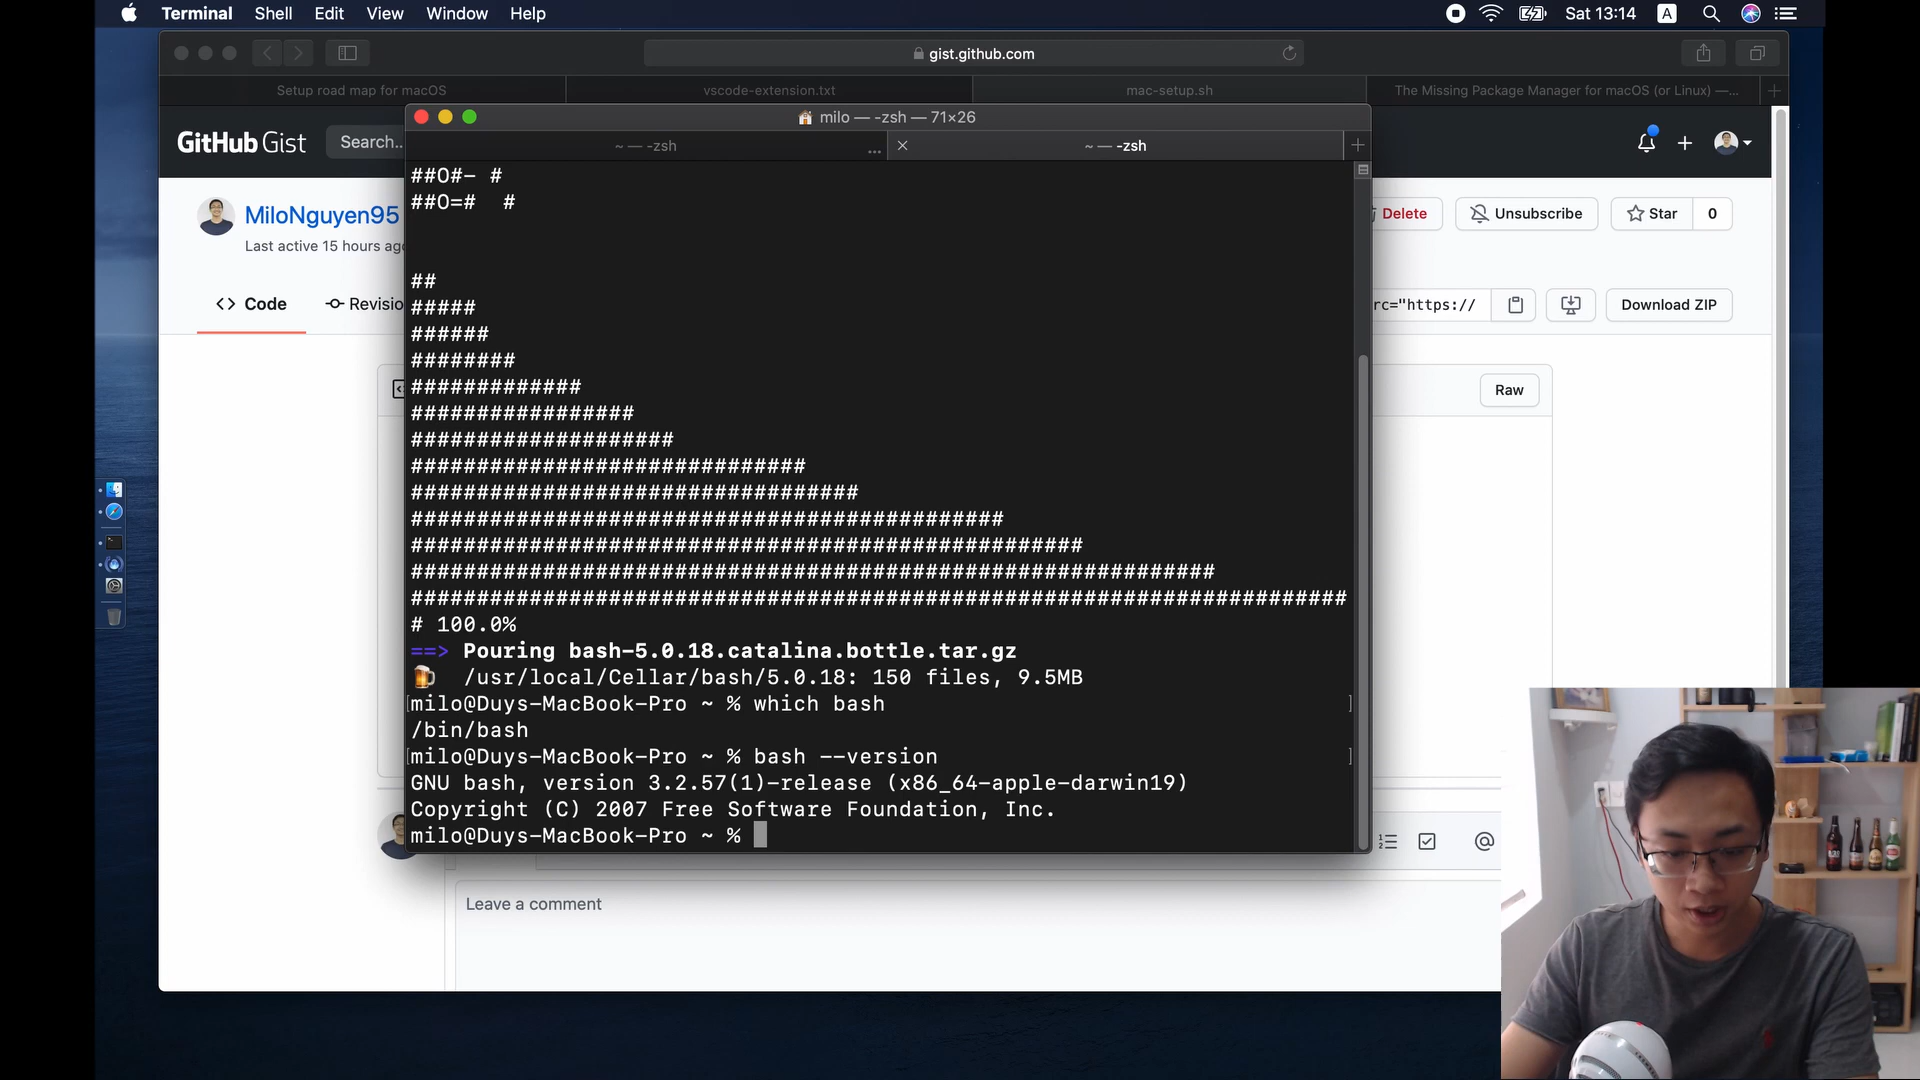 Terminal Shell Edit View Window Help Sat 13:14 A
gist.github.com
Setup road map for macOS vscode-extension.txt mac-setup.sh The Missing Package Manager for macOS (or Linux) —...
milo — -zsh — 71×26
GitHub Gist Search..
~ — -zsh ... ~ — -zsh
##O#- #
##O=#  #
MiloNguyen95
Last active 15 hours ago
Delete Unsubscribe Star 0
<> Code Revisio
rc="https:// Download ZIP
Raw
##
#####
######
########
#############
#################
####################
##############################
##################################
#############################################
###################################################
#############################################################
#######################################################################
# 100.0%
==> Pouring bash-5.0.18.catalina.bottle.tar.gz
🍺  /usr/local/Cellar/bash/5.0.18: 150 files, 9.5MB
[milo@Duys-MacBook-Pro ~ % which bash ]
/bin/bash
[milo@Duys-MacBook-Pro ~ % bash --version ]
GNU bash, version 3.2.57(1)-release (x86_64-apple-darwin19)
Copyright (C) 2007 Free Software Foundation, Inc.
milo@Duys-MacBook-Pro ~ %
Leave a comment